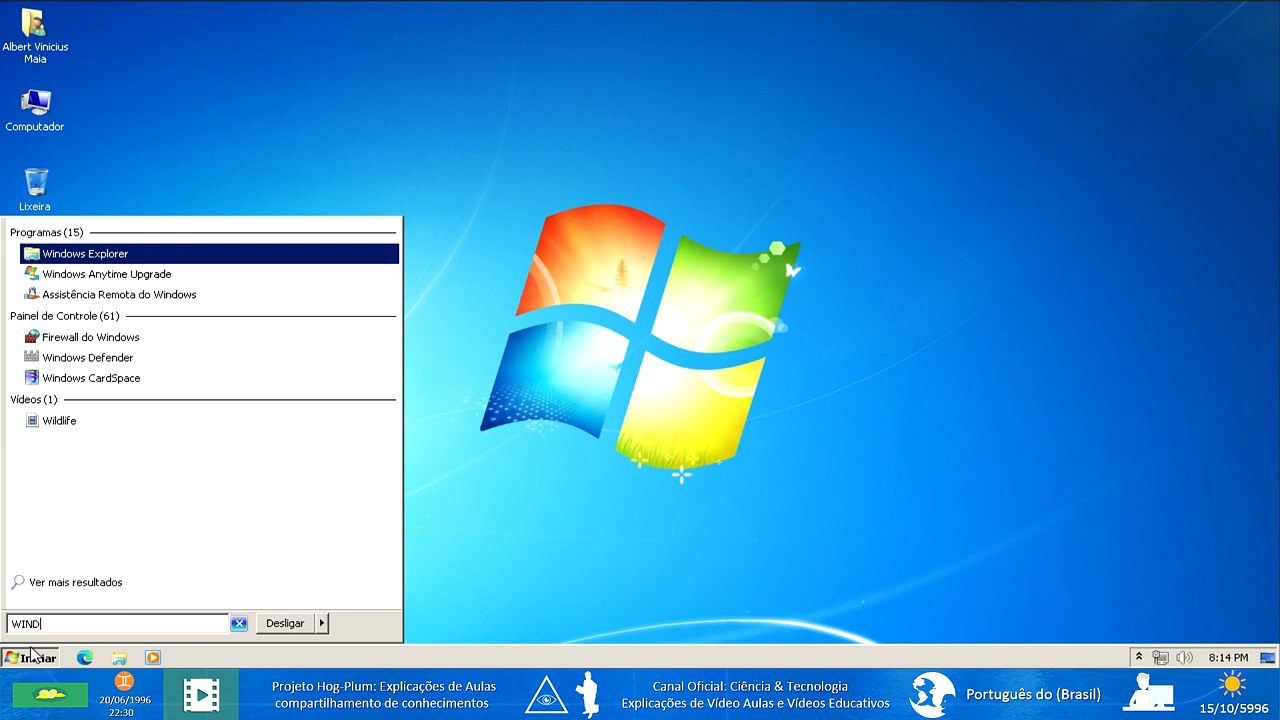 Albert Vinicius
Maia
Computador
Lixeira
Programas (15)
Windows Explorer
Windows Anytime Upgrade
Assistência Remota do Windows
Painel de Controle (61)
Firewall do Windows
Windows Defender
Windows CardSpace
Vídeos (1)
Wildlife
Ver mais resultados
WIND
Desligar
Iniciar
8:14 PM
20/06/1996
22:30
Projeto Hog-Plum: Explicações de Aulas
compartilhamento de conhecimentos
Canal Oficial: Ciência & Tecnologia
Explicações de Vídeo Aulas e Vídeos Educativos
Português do (Brasil)
15/10/5996